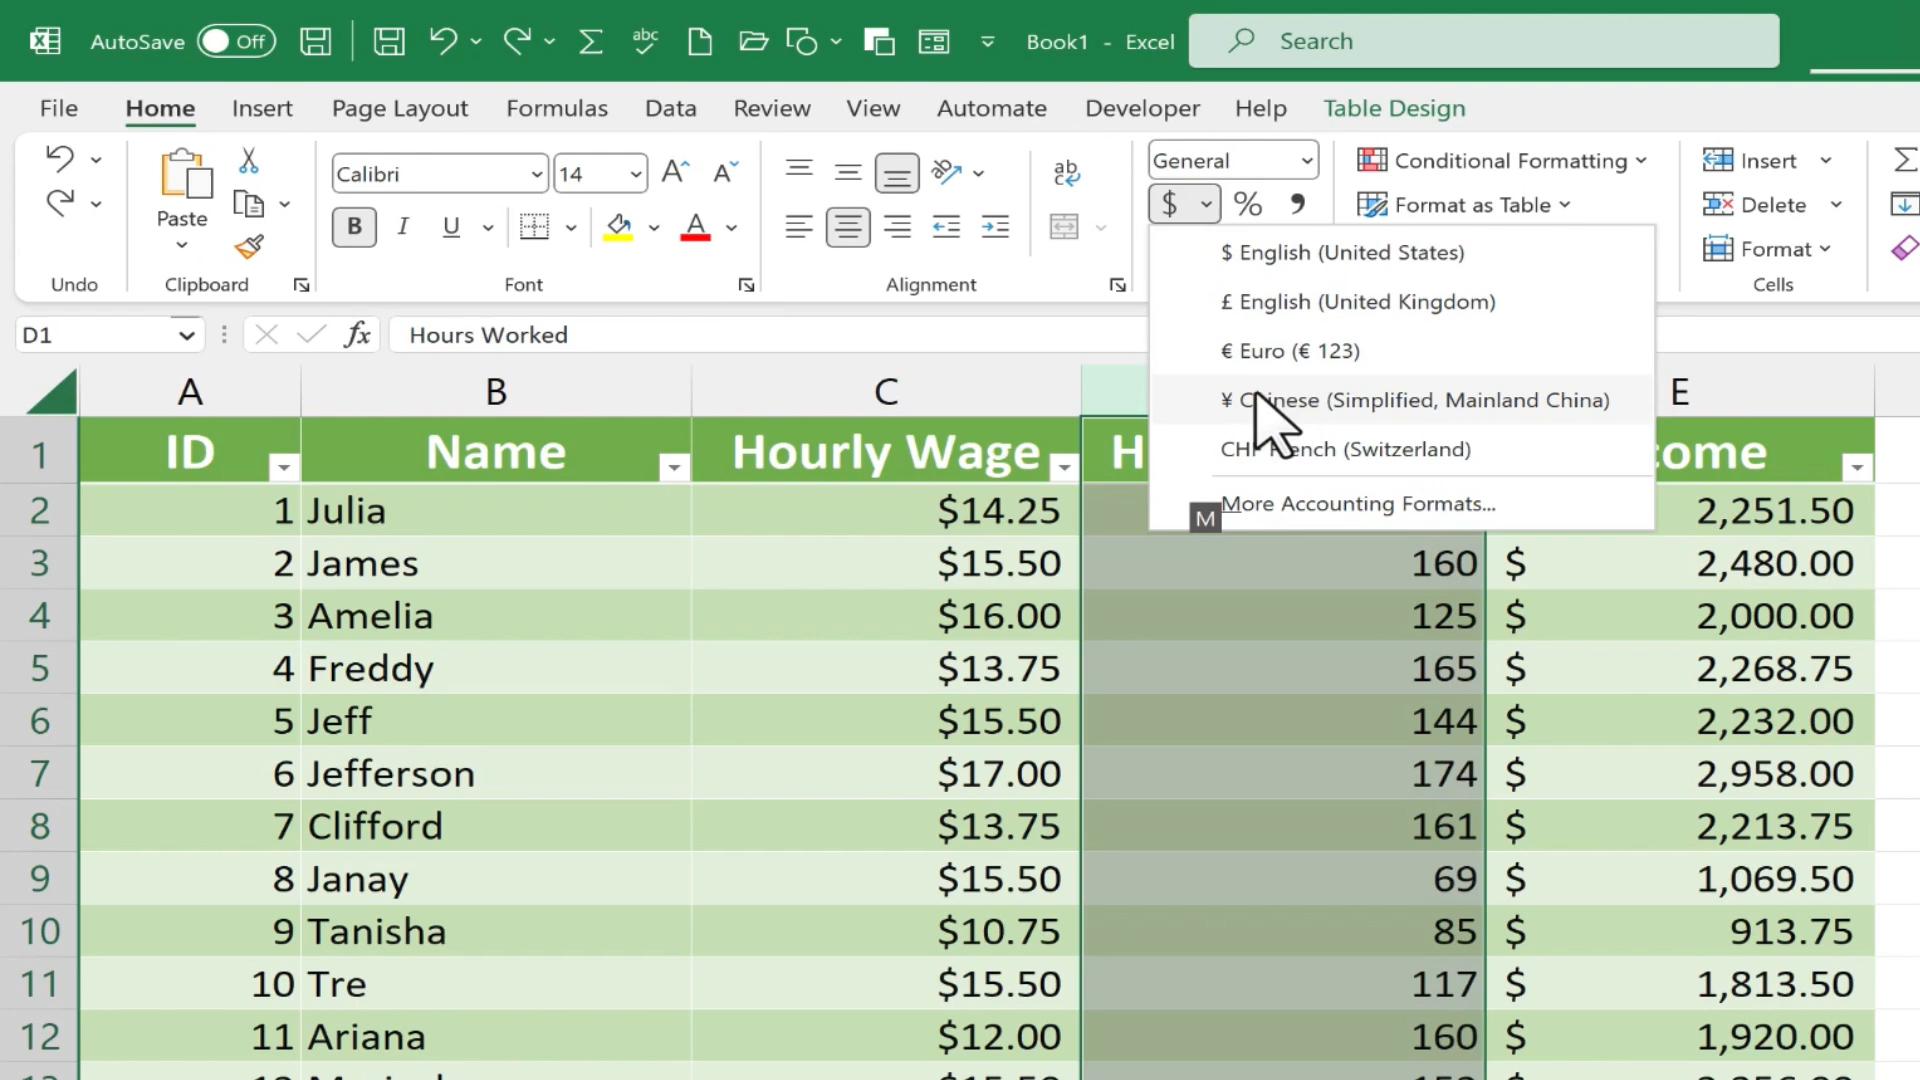 AutoSave Off abc Book1 - Excel Search
File Home Insert Page Layout Formulas Data Review View Automate Developer Help Table Design
Calibri 14 A A ab General Conditional Formatting Insert Σ
Paste B I U A $ % , Format as Table Delete
Format
Undo Clipboard Font Alignment Cells
$ English (United States)
£ English (United Kingdom)
€ Euro (€ 123)
¥ Chinese (Simplified, Mainland China)
CHF French (Switzerland)
M More Accounting Formats...
D1 fx Hours Worked
A B C E
1 ID Name Hourly Wage H come
2 1 Julia $14.25 2,251.50
3 2 James $15.50 160 $ 2,480.00
4 3 Amelia $16.00 125 $ 2,000.00
5 4 Freddy $13.75 165 $ 2,268.75
6 5 Jeff $15.50 144 $ 2,232.00
7 6 Jefferson $17.00 174 $ 2,958.00
8 7 Clifford $13.75 161 $ 2,213.75
9 8 Janay $15.50 69 $ 1,069.50
10 9 Tanisha $10.75 85 $ 913.75
11 10 Tre $15.50 117 $ 1,813.50
12 11 Ariana $12.00 160 $ 1,920.00